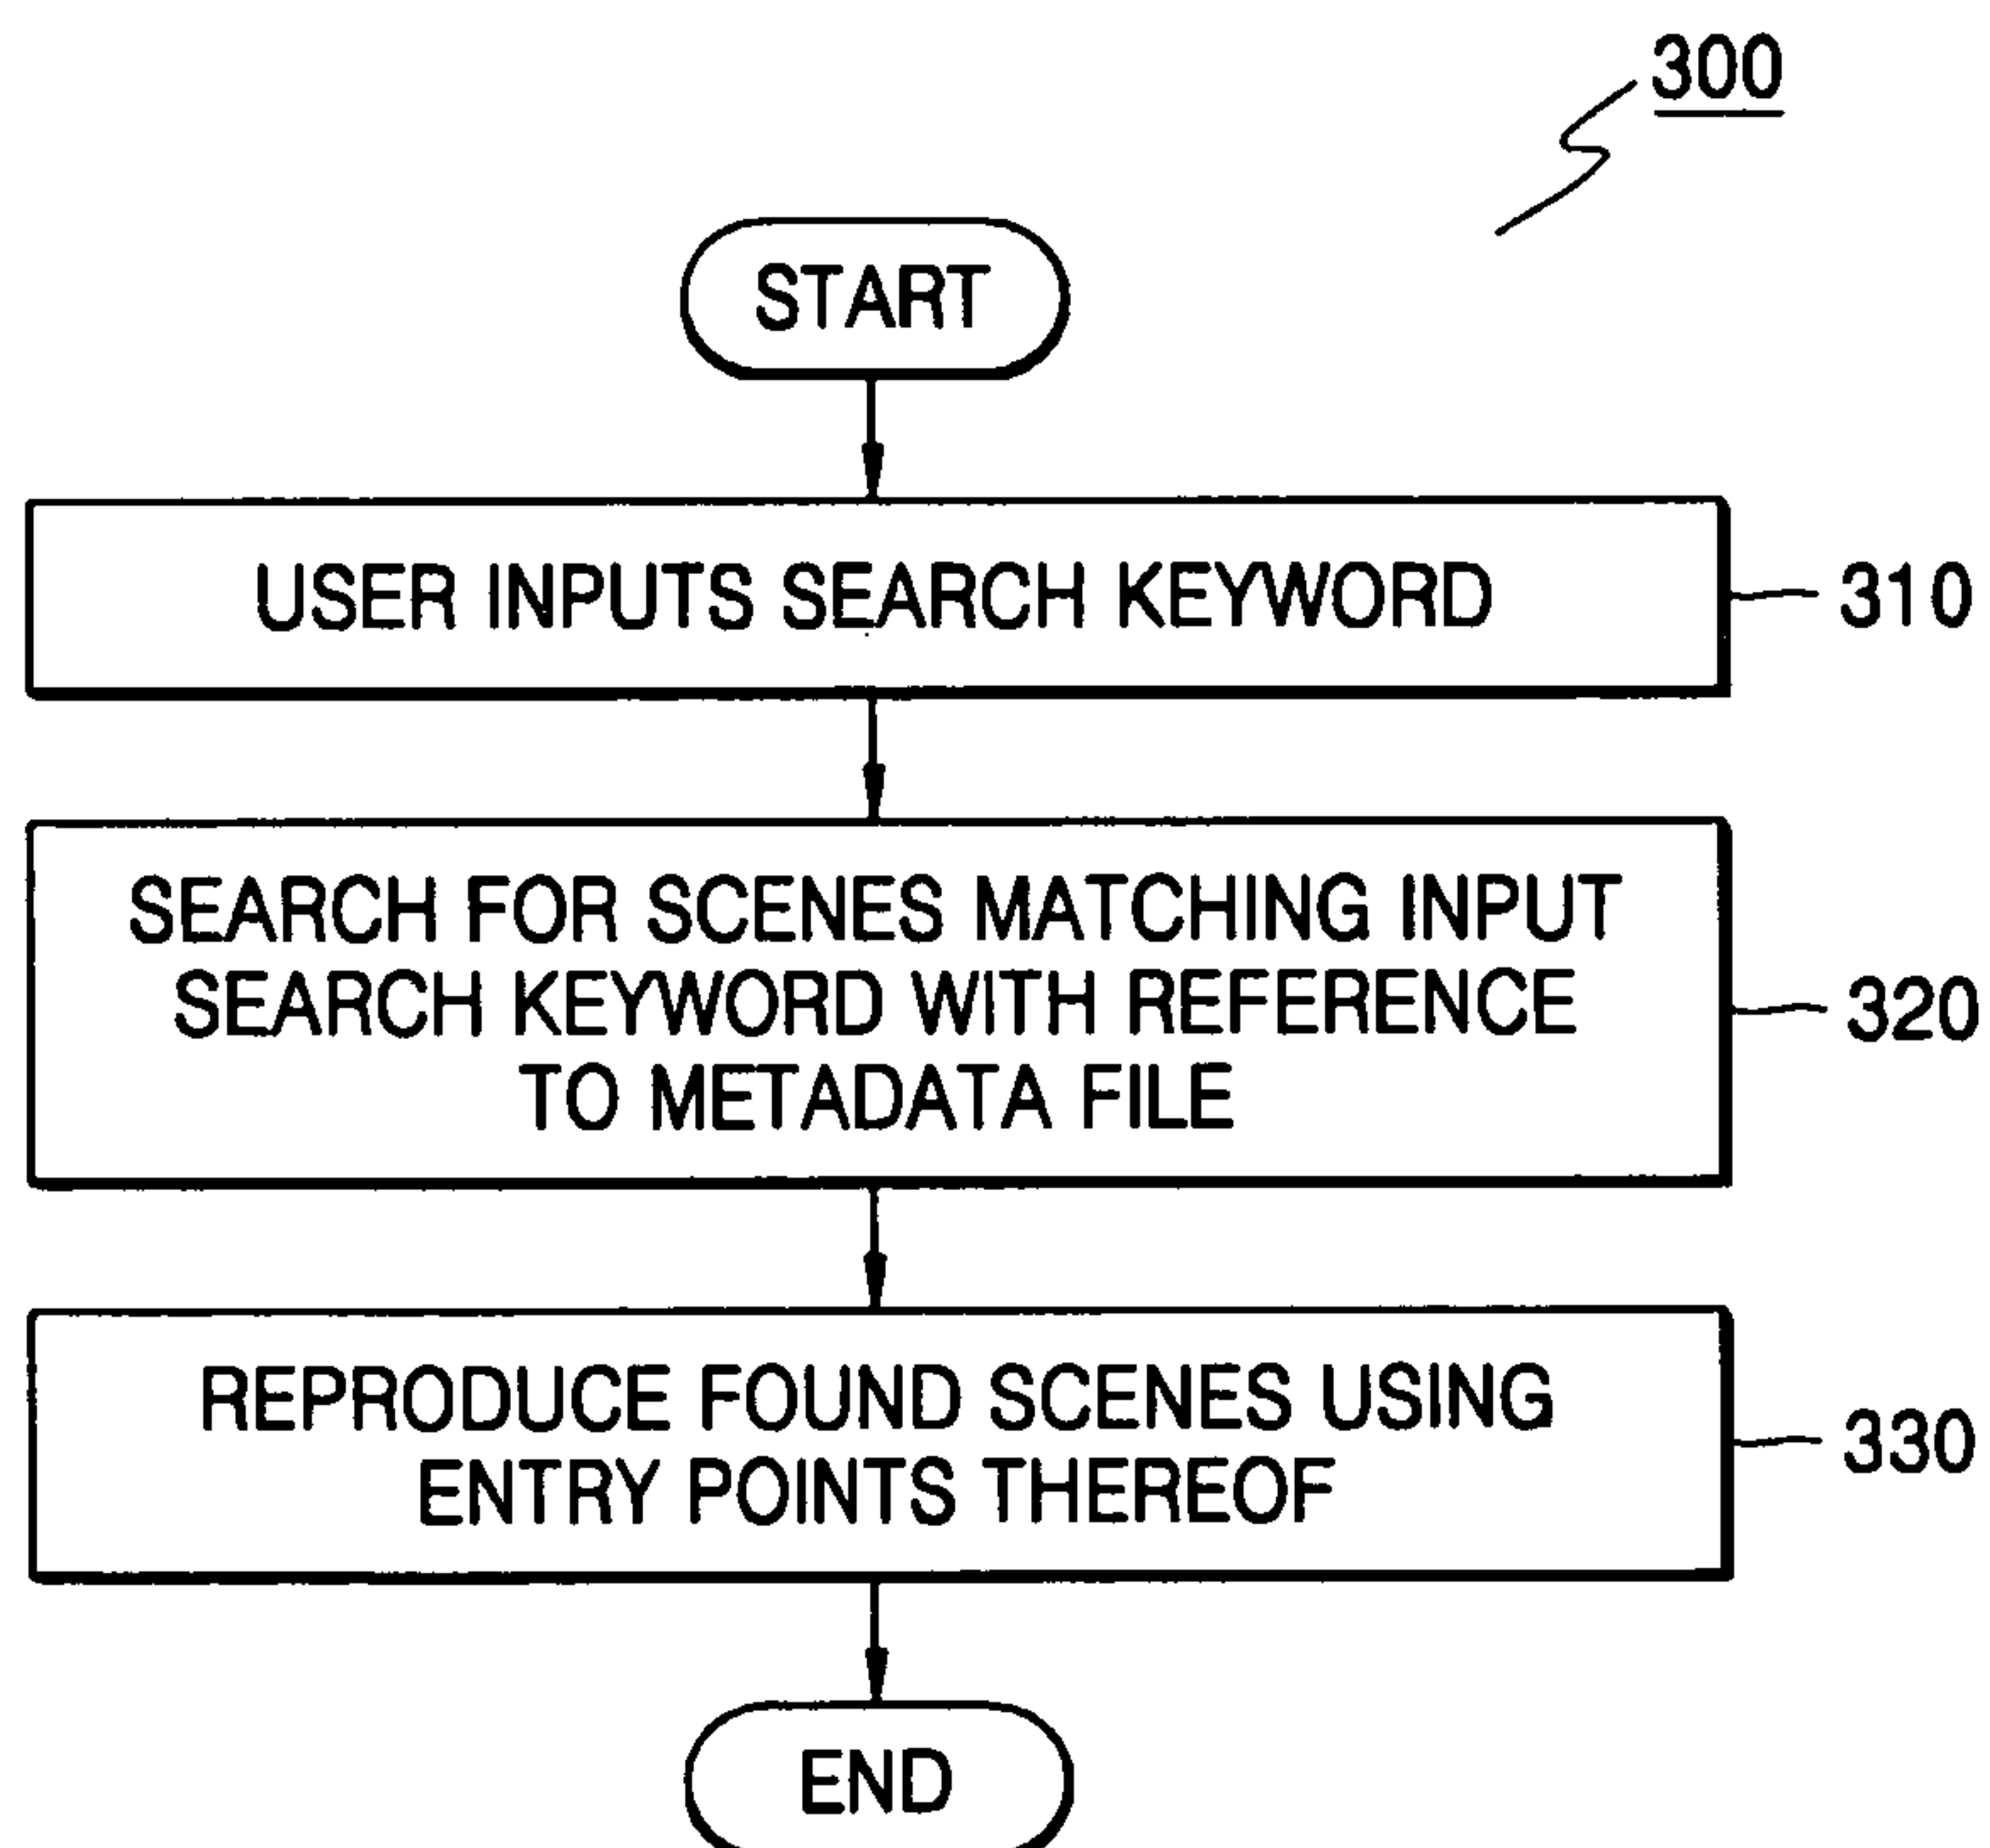 300
START
USER INPUTS SEARCH KEYWORD
310
SEARCH FOR SCENES MATCHING INPUT
SEARCH KEYWORD WITH REFERENCE
TO METADATA FILE
320
REPRODUCE FOUND SCENES USING
ENTRY POINTS THEREOF
330
END